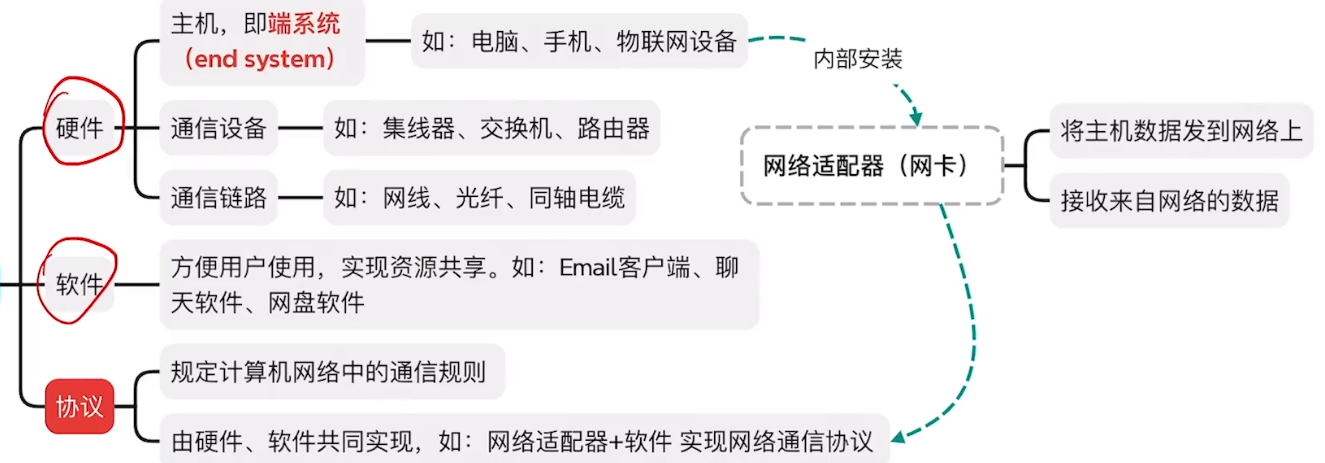 主机，即端系统
（end system）
如：电脑、手机、物联网设备
内部安装
硬件
通信设备
如：集线器、交换机、路由器
通信链路
如：网线、光纤、同轴电缆
网络适配器（网卡）
将主机数据发到网络上
接收来自网络的数据
软件
方便用户使用，实现资源共享。如：Email客户端、聊
天软件、网盘软件
协议
规定计算机网络中的通信规则
由硬件、软件共同实现，如：网络适配器+软件 实现网络通信协议